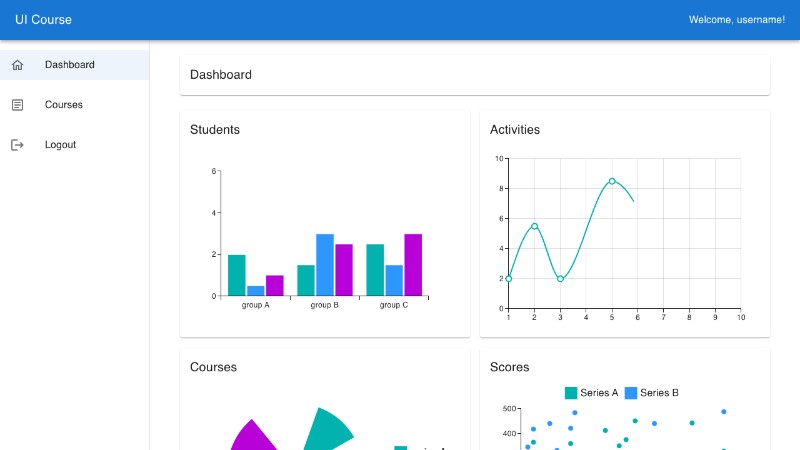 UI Course
Welcome, username!
Dashboard
Courses
Logout
Dashboard
Students
6
4
2
0
group A
group B
group C
Activities
10
8
6
4
2
0
1 2 3 4 5 6 7 8 9 10
Courses
Scores
Series A
Series B
500
400